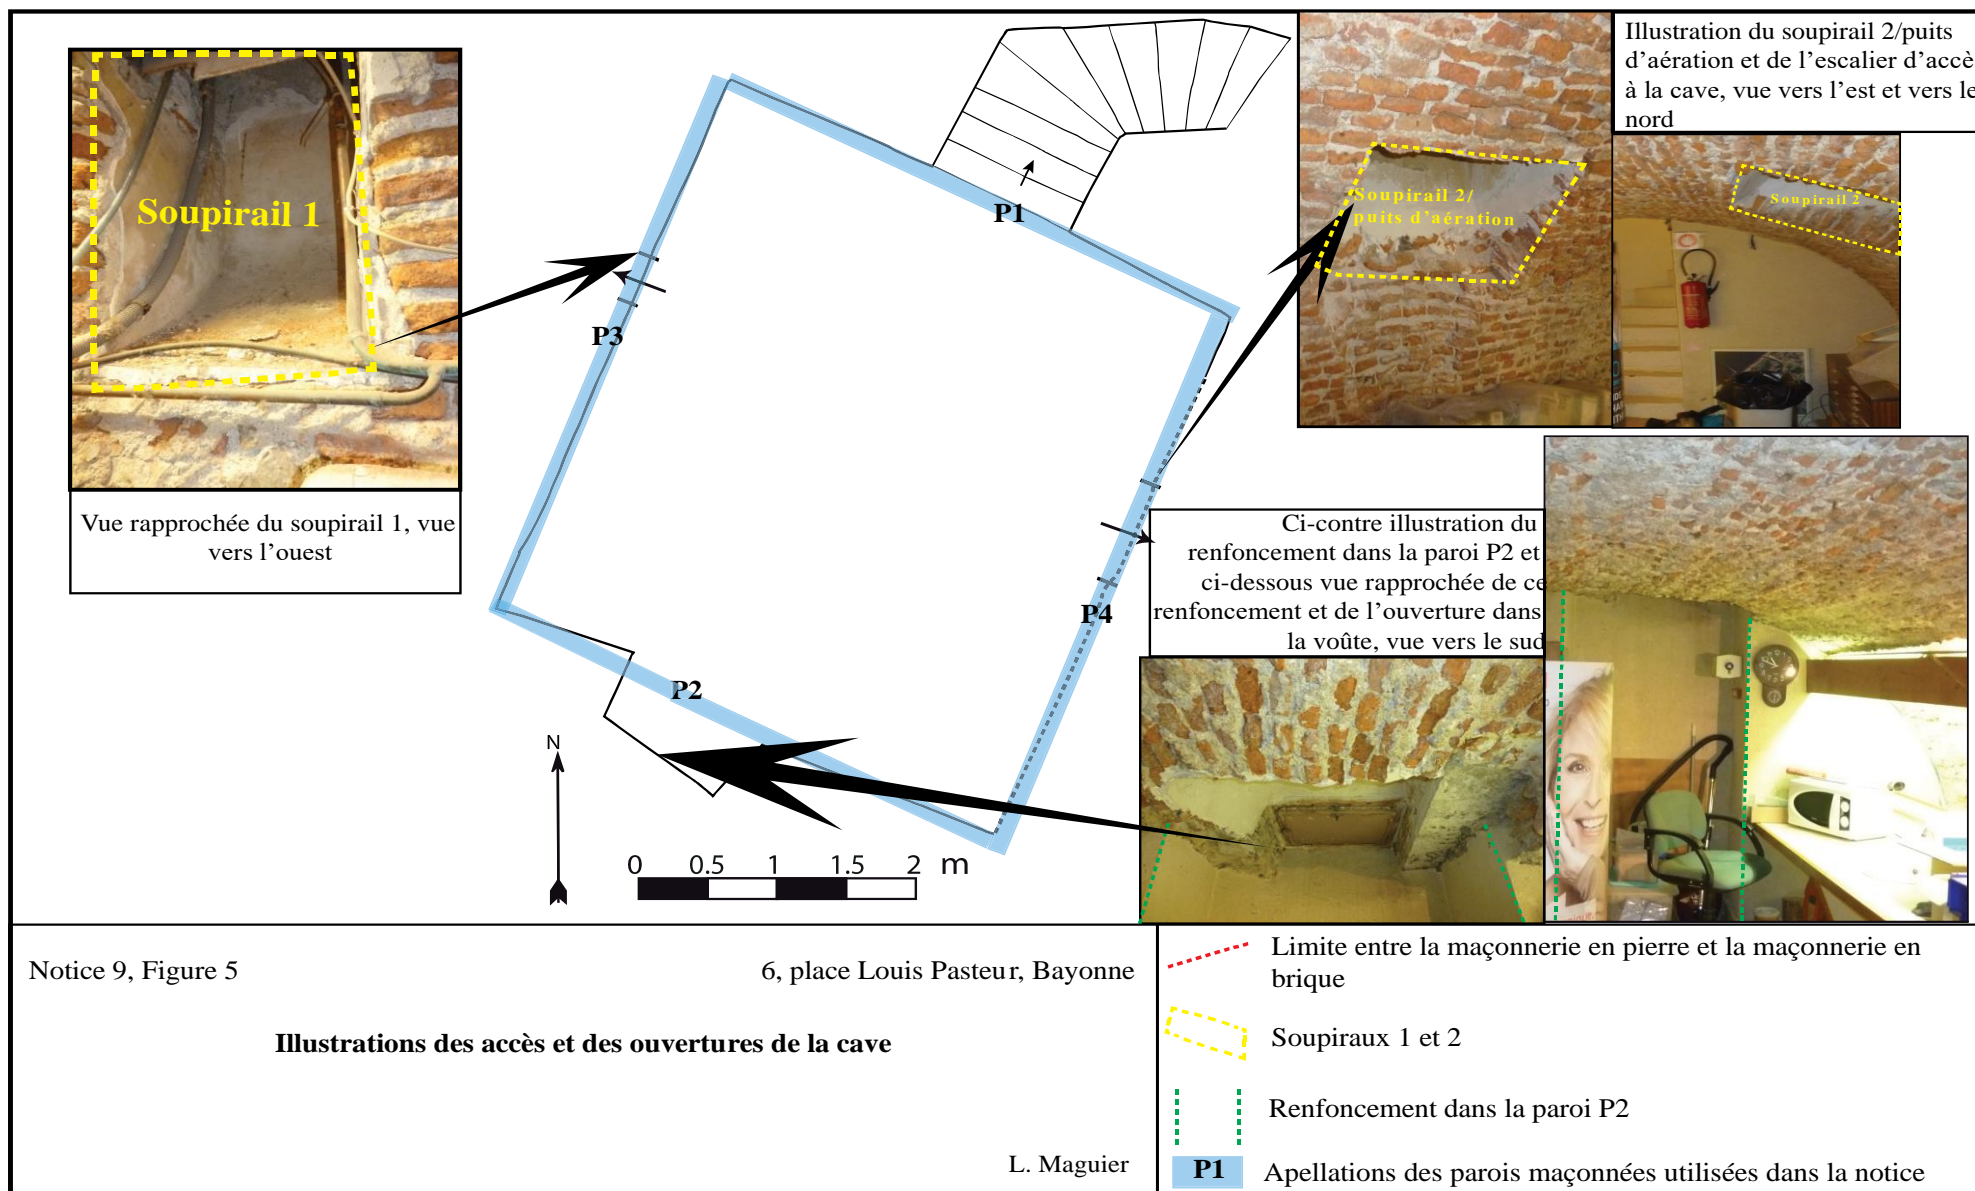 Illustration du soupirail 2/puits
d’aération et de l’escalier d’accè
à la cave, vue vers l’est et vers le
nord
Soupirail 1
Vue rapprochée du soupirail 1, vue
vers l’ouest
P1
P3
P4
P2
Soupirail 2/
puits d’aération
Soupirail 2
Ci-contre illustration du
renfoncement dans la paroi P2 et
ci-dessous vue rapprochée de ce
renfoncement et de l’ouverture dans
la voûte, vue vers le sud
N
0 0.5 1 1.5 2 m
Notice 9, Figure 5
6, place Louis Pasteur, Bayonne
Illustrations des accès et des ouvertures de la cave
L. Maguier
Limite entre la maçonnerie en pierre et la maçonnerie en
brique
Soupiraux 1 et 2
Renfoncement dans la paroi P2
P1 Apellations des parois maçonnées utilisées dans la notice